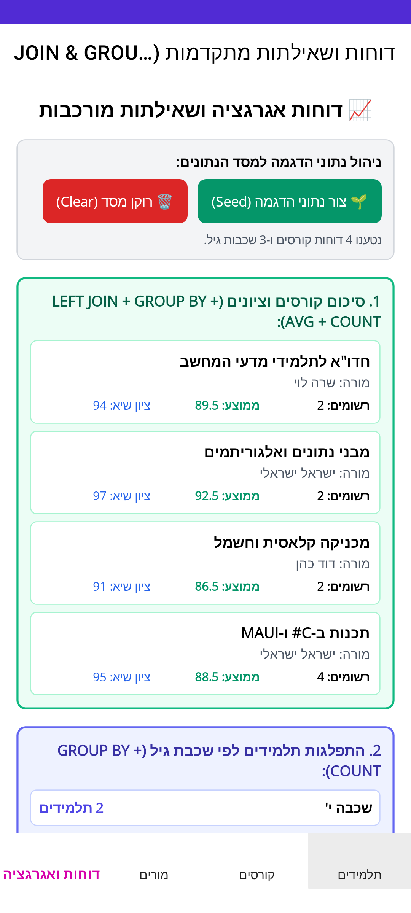 דוחות ושאילתות מתקדמות (JOIN & GROU...
📈 דוחות אגרגציה ושאילתות מורכבות
ניהול נתוני הדגמה למסד הנתונים:
🌱 צור נתוני הדגמה (Seed)
🗑️ רוקן מסד (Clear)
נטענו 4 דוחות קורסים ו-3 שכבות גיל.
1. סיכום קורסים וציונים (LEFT JOIN + GROUP BY +
AVG + COUNT):
חדו"א לתלמידי מדעי המחשב
מורה: שרה לוי
רשומים: 2 ממוצע: 89.5 ציון שיא: 94
מבני נתונים ואלגוריתמים
מורה: ישראל ישראלי
רשומים: 2 ממוצע: 92.5 ציון שיא: 97
מכניקה קלאסית וחשמל
מורה: דוד כהן
רשומים: 2 ממוצע: 86.5 ציון שיא: 91
תכנות ב-C# ו-MAUI
מורה: ישראל ישראלי
רשומים: 4 ממוצע: 88.5 ציון שיא: 95
2. התפלגות תלמידים לפי שכבת גיל (GROUP BY +
COUNT):
שכבה י' 2 תלמידים
תלמידים קורסים מורים דוחות ואגרגציה